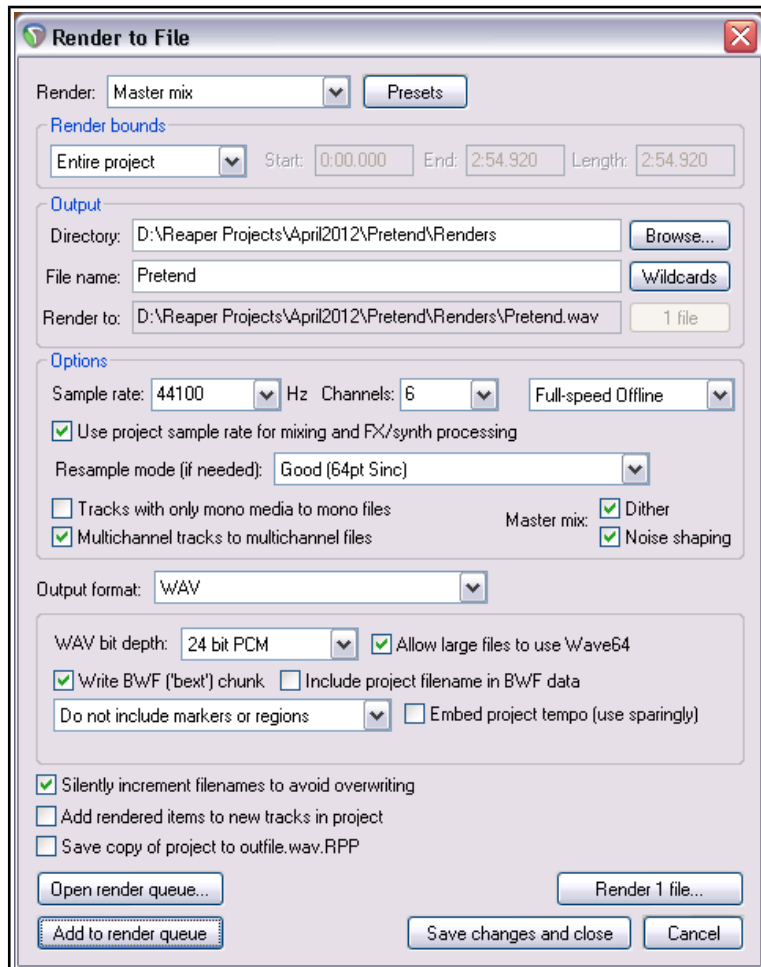 Render to File
Render: Master mix Presets
Render bounds
Entire project Start: 0:00.000 End: 2:54.920 Length: 2:54.920
Output
Directory: D:\Reaper Projects\April2012\Pretend\Renders Browse...
File name: Pretend Wildcards
Render to: D:\Reaper Projects\April2012\Pretend\Renders\Pretend.wav 1 file
Options
Sample rate: 44100 Hz Channels: 6 Full-speed Offline
Use project sample rate for mixing and FX/synth processing
Resample mode (if needed): Good (64pt Sinc)
Tracks with only mono media to mono files
Master mix: Dither
Multichannel tracks to multichannel files Noise shaping
Output format: WAV
WAV bit depth: 24 bit PCM Allow large files to use Wave64
Write BWF ('bext') chunk Include project filename in BWF data
Do not include markers or regions Embed project tempo (use sparingly)
Silently increment filenames to avoid overwriting
Add rendered items to new tracks in project
Save copy of project to outfile.wav.RPP
Open render queue... Render 1 file...
Add to render queue Save changes and close Cancel